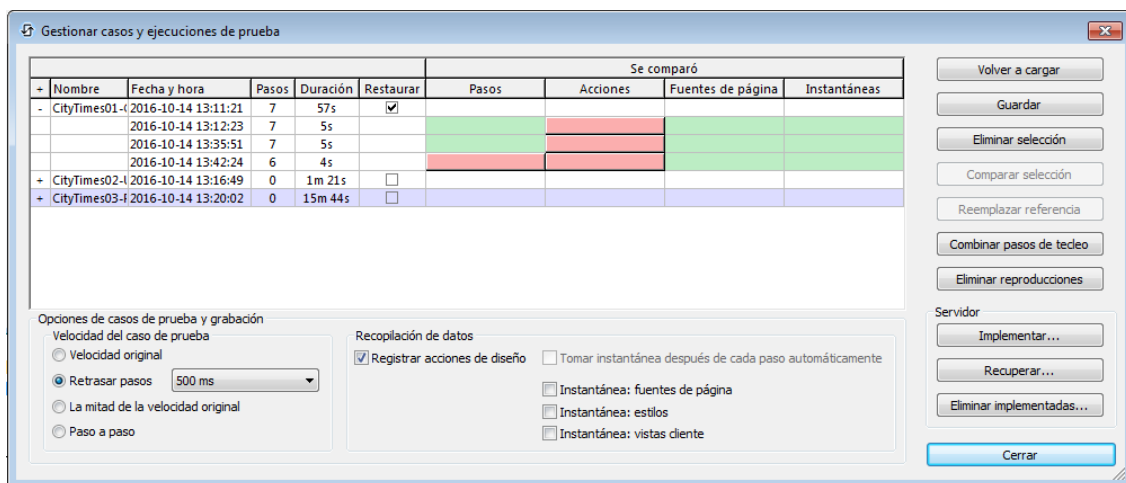 Gestionar casos y ejecuciones de prueba
Se comparó
+ Nombre Fecha y hora Pasos Duración Restaurar Pasos Acciones Fuentes de página Instantáneas
- CityTimes01- 2016-10-14 13:11:21 7 57s
2016-10-14 13:12:23 7 5s
2016-10-14 13:35:51 7 5s
2016-10-14 13:42:24 6 4s
+ CityTimes02- 2016-10-14 13:16:49 0 1m 21s
+ CityTimes03- 2016-10-14 13:20:02 0 15m 44s
Volver a cargar
Guardar
Eliminar selección
Comparar selección
Reemplazar referencia
Combinar pasos de tecleo
Eliminar reproducciones
Opciones de casos de prueba y grabación
Velocidad del caso de prueba
Velocidad original
Retrasar pasos 500 ms
La mitad de la velocidad original
Paso a paso
Recopilación de datos
Registrar acciones de diseño
Tomar instantánea después de cada paso automáticamente
Instantánea: fuentes de página
Instantánea: estilos
Instantánea: vistas cliente
Servidor
Implementar...
Recuperar...
Eliminar implementadas...
Cerrar